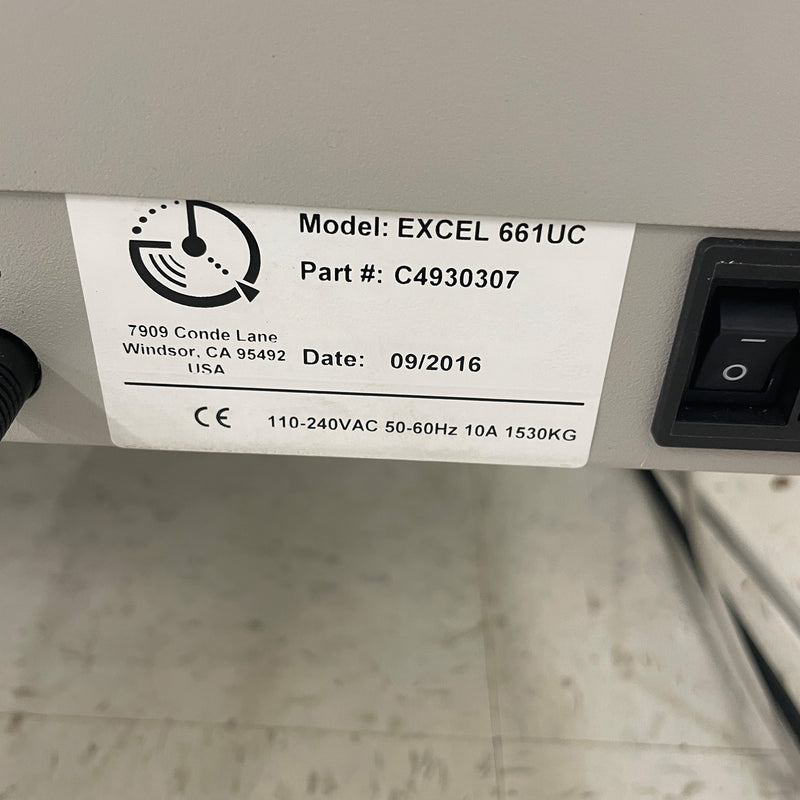 Model: EXCEL 661UC
Part #: C4930307
7909 Conde Lane
Windsor, CA 95492
USA
Date: 09/2016
CE 110-240VAC 50-60Hz 10A 1530KG